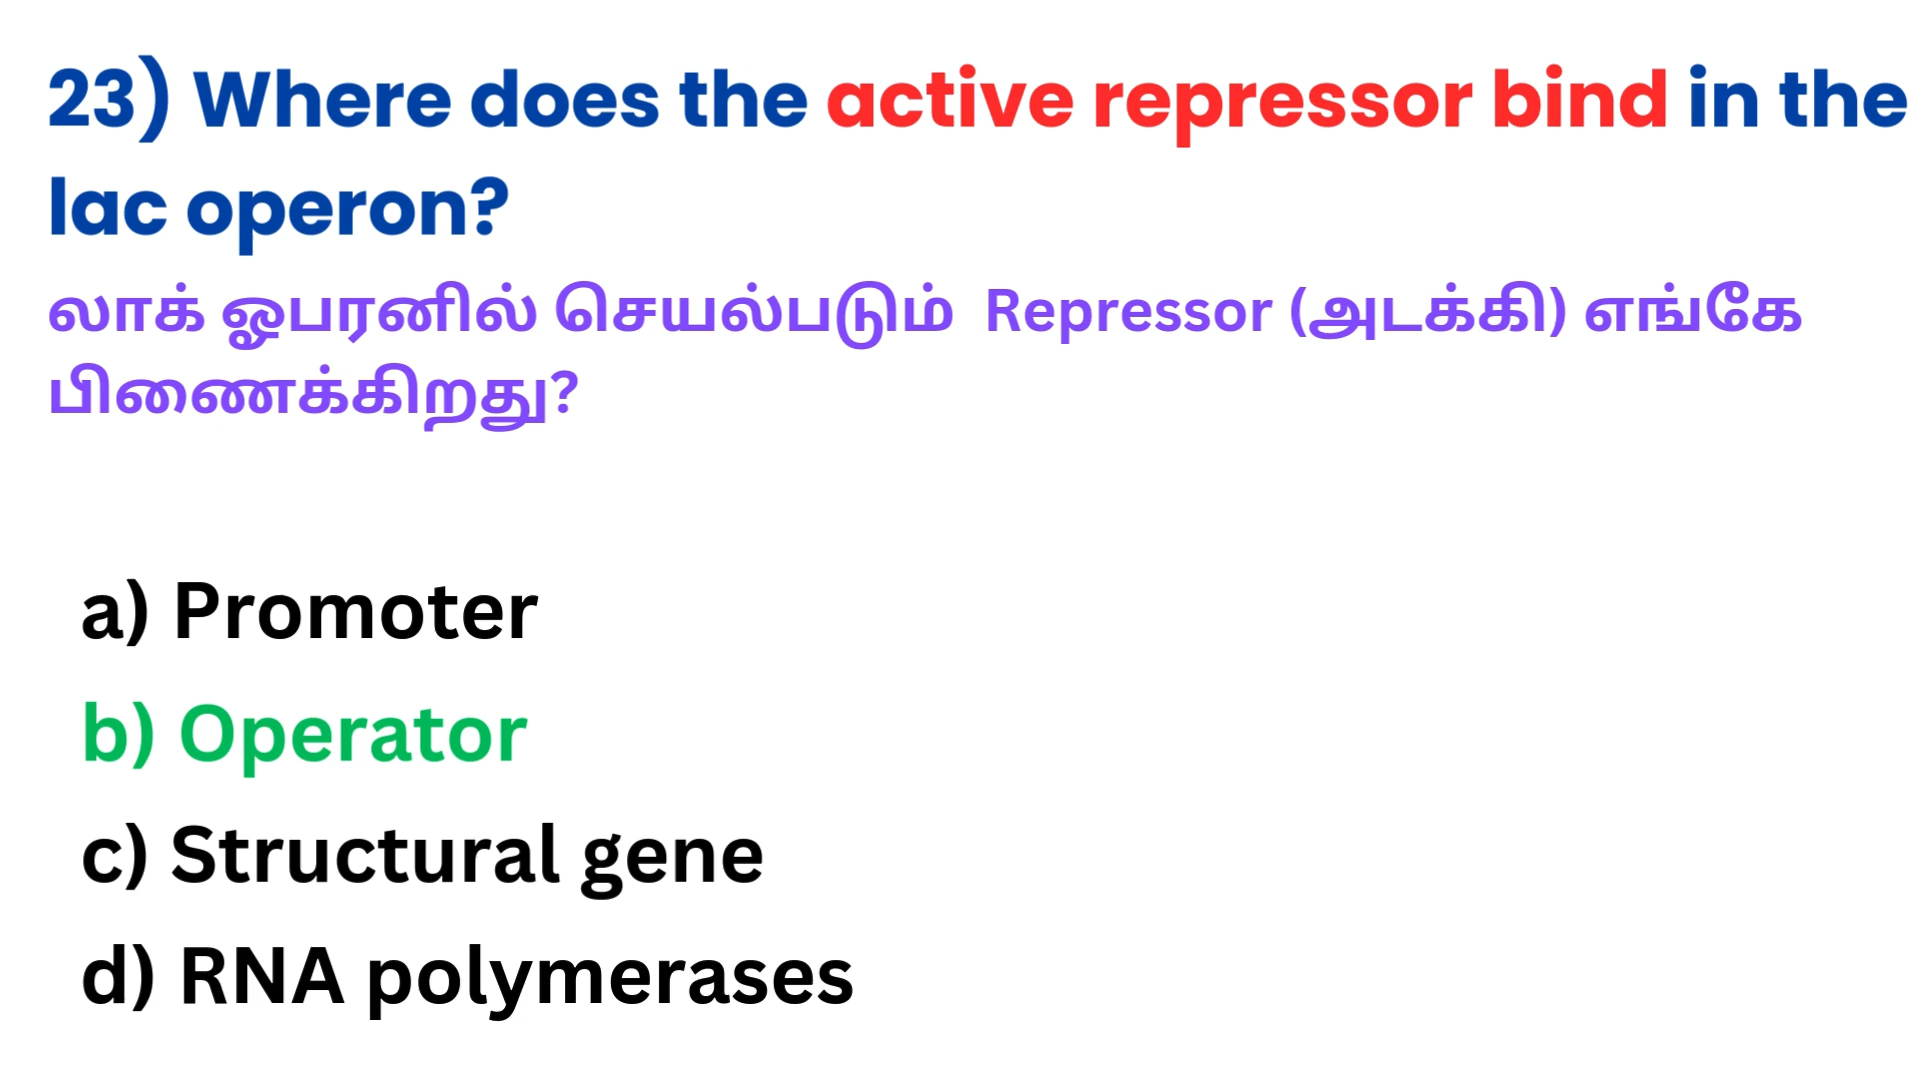 23) Where does the active repressor bind in the
lac operon?
லாக் ஓபரனில் செயல்படும் Repressor (அடக்கி) எங்கே
பிணைக்கிறது?
a) Promoter
b) Operator
c) Structural gene
d) RNA polymerases